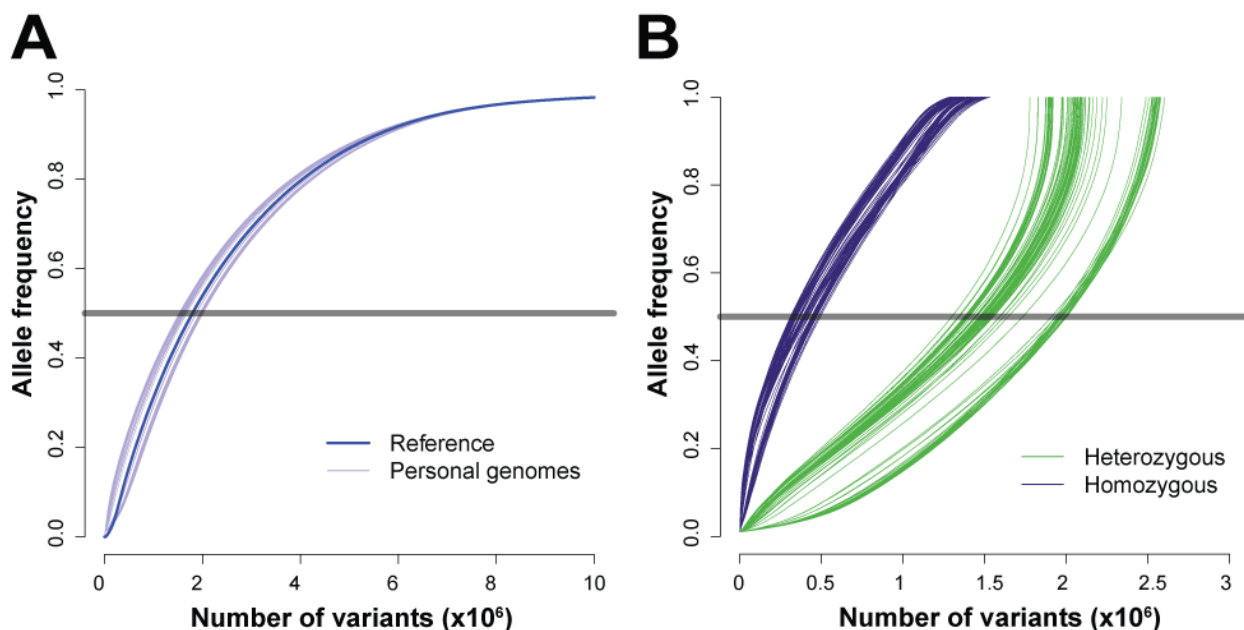 A
Allele frequency
1.0
0.8
0.6
0.4
0.2
0.0
Reference
Personal genomes
0 2 4 6 8 10
Number of variants (x10⁶)
B
Allele frequency
1.0
0.8
0.6
0.4
0.2
0.0
Heterozygous
Homozygous
0 0.5 1 1.5 2 2.5 3
Number of variants (x10⁶)